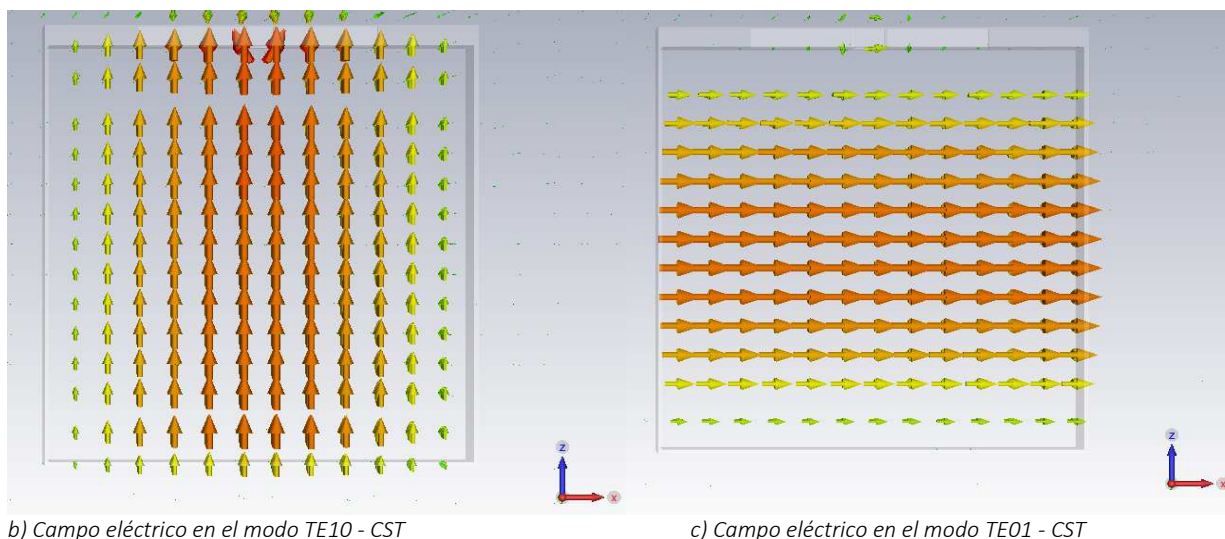 z
x
z
x
b) Campo eléctrico en el modo TE10 - CST
c) Campo eléctrico en el modo TE01 - CST